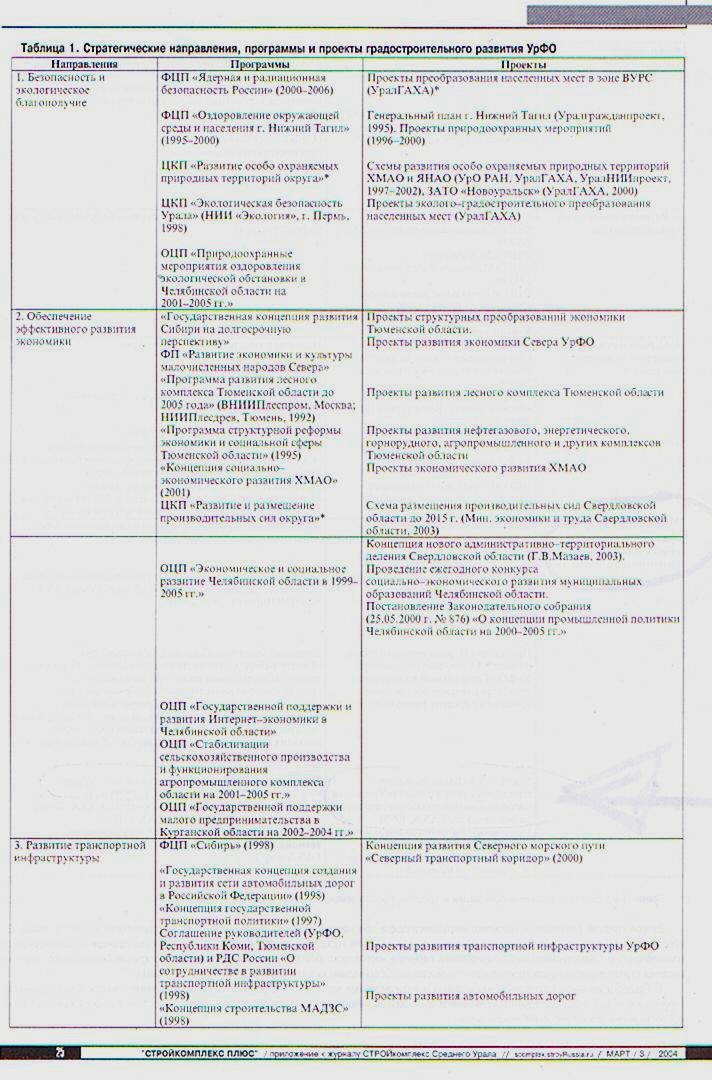 Таблица 1. Стратегические направления, программы и проекты градостроительного развития УрФО
Направления
Программы
Проекты
1. Безопасность и
экологическое
благополучие
ФЦП «Ядерная и радиационная
безопасность России» (2000–2006)
Проекты преобразования населенных мест в зоне ВУРС
(УралГАХА)*
ФЦП «Оздоровление окружающей
среды и населения г. Нижний Тагил»
(1995–2000)
Генеральный план г. Нижний Тагил (Уралгражданпроект,
1995). Проекты природоохранных мероприятий
(1996–2000)
ЦКП «Развитие особо охраняемых
природных территорий округа»*
Схемы развития особо охраняемых природных территорий
ХМАО и ЯНАО (УрО РАН, УралГАХА, УралНИИпроект,
1997–2002), ЗАТО «Новоуральск» (УралГАХА, 2000)
ЦКП «Экологическая безопасность
Урала» (НИИ «Экология», г. Пермь,
1998)
Проекты эколого–градостроительного преобразования
населенных мест (УралГАХА)
ОЦП «Природоохранные
мероприятия оздоровления
экологической обстановки в
Челябинской области на
2001–2005 гг.»
2. Обеспечение
эффективного развития
экономики
«Государственная концепция развития
Сибири на долгосрочную
перспективу»
ФП «Развитие экономики и культуры
малочисленных народов Севера»
«Программа развития лесного
комплекса Тюменской области до
2005 года» (ВНИИПлеспром, Москва;
НИИПлесдрев, Тюмень, 1992)
«Программа структурной реформы
экономики и социальной сферы
Тюменской области» (1995)
«Концепция социально–
экономического развития ХМАО»
(2001)
ЦКП «Развитие и размещение
производительных сил округа»*
Проекты структурных преобразований экономики
Тюменской области.
Проекты развития экономики Севера УрФО
Проекты развития лесного комплекса Тюменской области
Проекты развития нефтегазового, энергетического,
горнорудного, агропромышленного и других комплексов
Тюменской области
Проекты экономического развития ХМАО
Схема размещения производительных сил Свердловской
области до 2015 г. (Мин. экономики и труда Свердловской
области, 2003)
ОЦП «Экономическое и социальное
развитие Челябинской области в 1999–
2005 гг.»
Концепция нового административно–территориального
деления Свердловской области (Г.В.Мазаев, 2003).
Проведение ежегодного конкурса
социально–экономического развития муниципальных
образований Челябинской области.
Постановление Законодательного собрания
(25.05.2000 г. № 876) «О концепции промышленной политики
Челябинской области на 2000–2005 гг.»
ОЦП «Государственной поддержки и
развития Интернет–экономики в
Челябинской области»
ОЦП «Стабилизации
сельскохозяйственного производства
и функционирования
агропромышленного комплекса
области на 2001–2005 гг.»
ОЦП «Государственной поддержки
малого предпринимательства в
Курганской области на 2002–2004 гг.»
3. Развитие транспортной
инфраструктуры
ФЦП «Сибирь» (1998)
«Государственная концепция создания
и развития сети автомобильных дорог
в Российской Федерации» (1998)
«Концепция государственной
транспортной политики» (1997)
Соглашение руководителей (УрФО,
Республики Коми, Тюменской
области) и РДС России «О
сотрудничестве в развитии
транспортной инфраструктуры»
(1998)
«Концепция строительства МАДЗС»
(1998)
Концепция развития Северного морского пути
«Северный транспортный коридор» (2000)
Проекты развития транспортной инфраструктуры УрФО
Проекты развития автомобильных дорог
"СТРОЙКОМПЛЕКС ПЛЮС" / приложение к журналу СТРОЙкомплекс Среднего Урала // / МАРТ / 3 / 2004